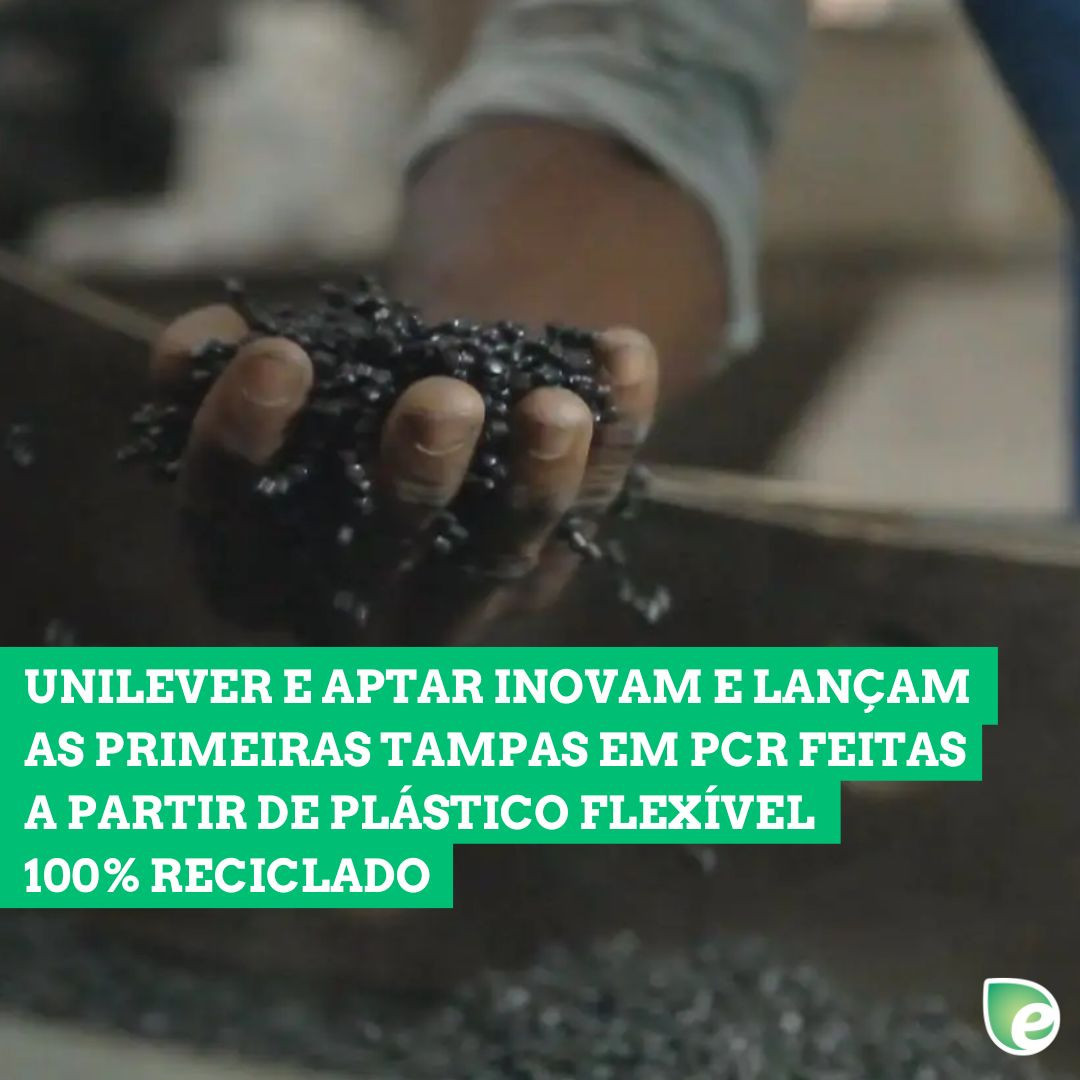 UNILEVER E APTAR INOVAM E LANÇAM
AS PRIMEIRAS TAMPAS EM PCR FEITAS
A PARTIR DE PLÁSTICO FLEXÍVEL
100% RECICLADO
e